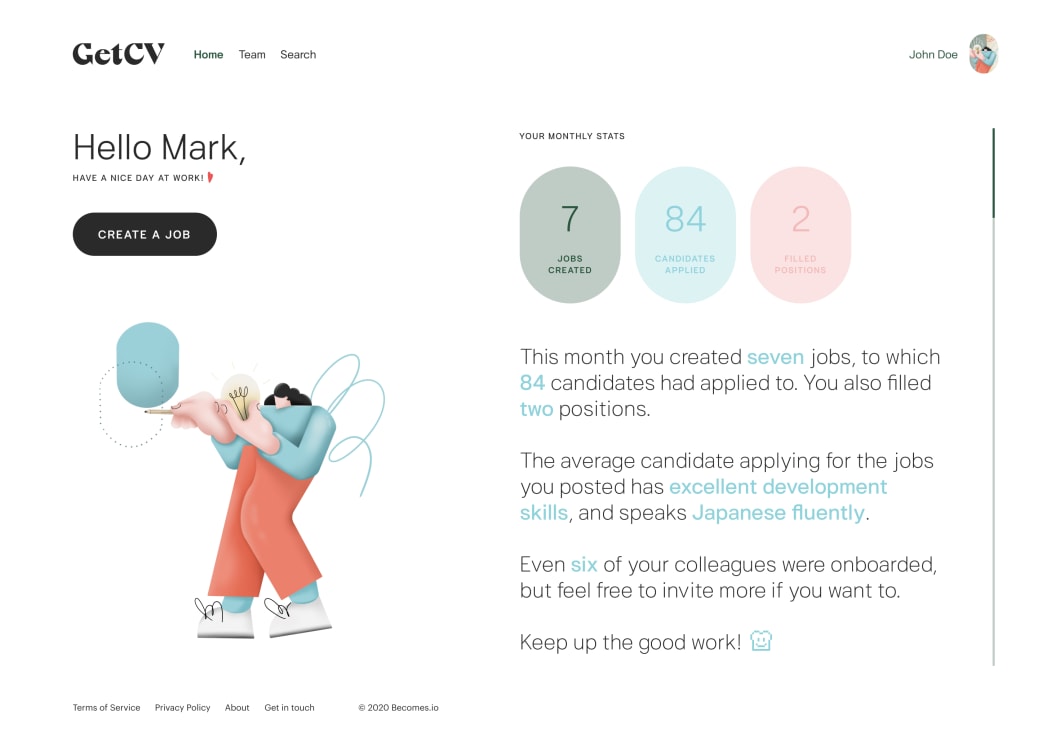 GetCV
Home Team Search
John Doe
Hello Mark,
HAVE A NICE DAY AT WORK!
CREATE A JOB
YOUR MONTHLY STATS
7
JOBS
CREATED
84
CANDIDATES
APPLIED
2
FILLED
POSITIONS
This month you created seven jobs, to which
84 candidates had applied to. You also filled
two positions.
The average candidate applying for the jobs
you posted has excellent development
skills, and speaks Japanese fluently.
Even six of your colleagues were onboarded,
but feel free to invite more if you want to.
Keep up the good work!
Terms of Service Privacy Policy About Get in touch © 2020 Becomes.io